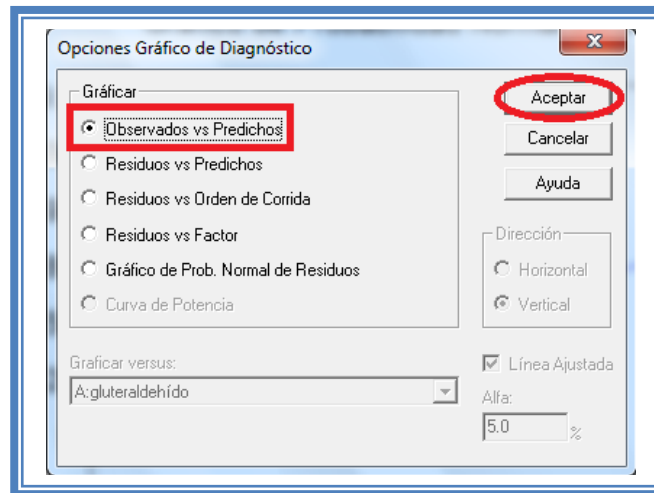 Opciones Gráfico de Diagnóstico
Gráficar
Observados vs Predichos
Residuos vs Predichos
Residuos vs Orden de Corrida
Residuos vs Factor
Gráfico de Prob. Normal de Residuos
Curva de Potencia
Aceptar
Cancelar
Ayuda
Dirección
Horizontal
Vertical
Graficar versus:
A:gluteraldehído
Línea Ajustada
Alfa:
5.0 %